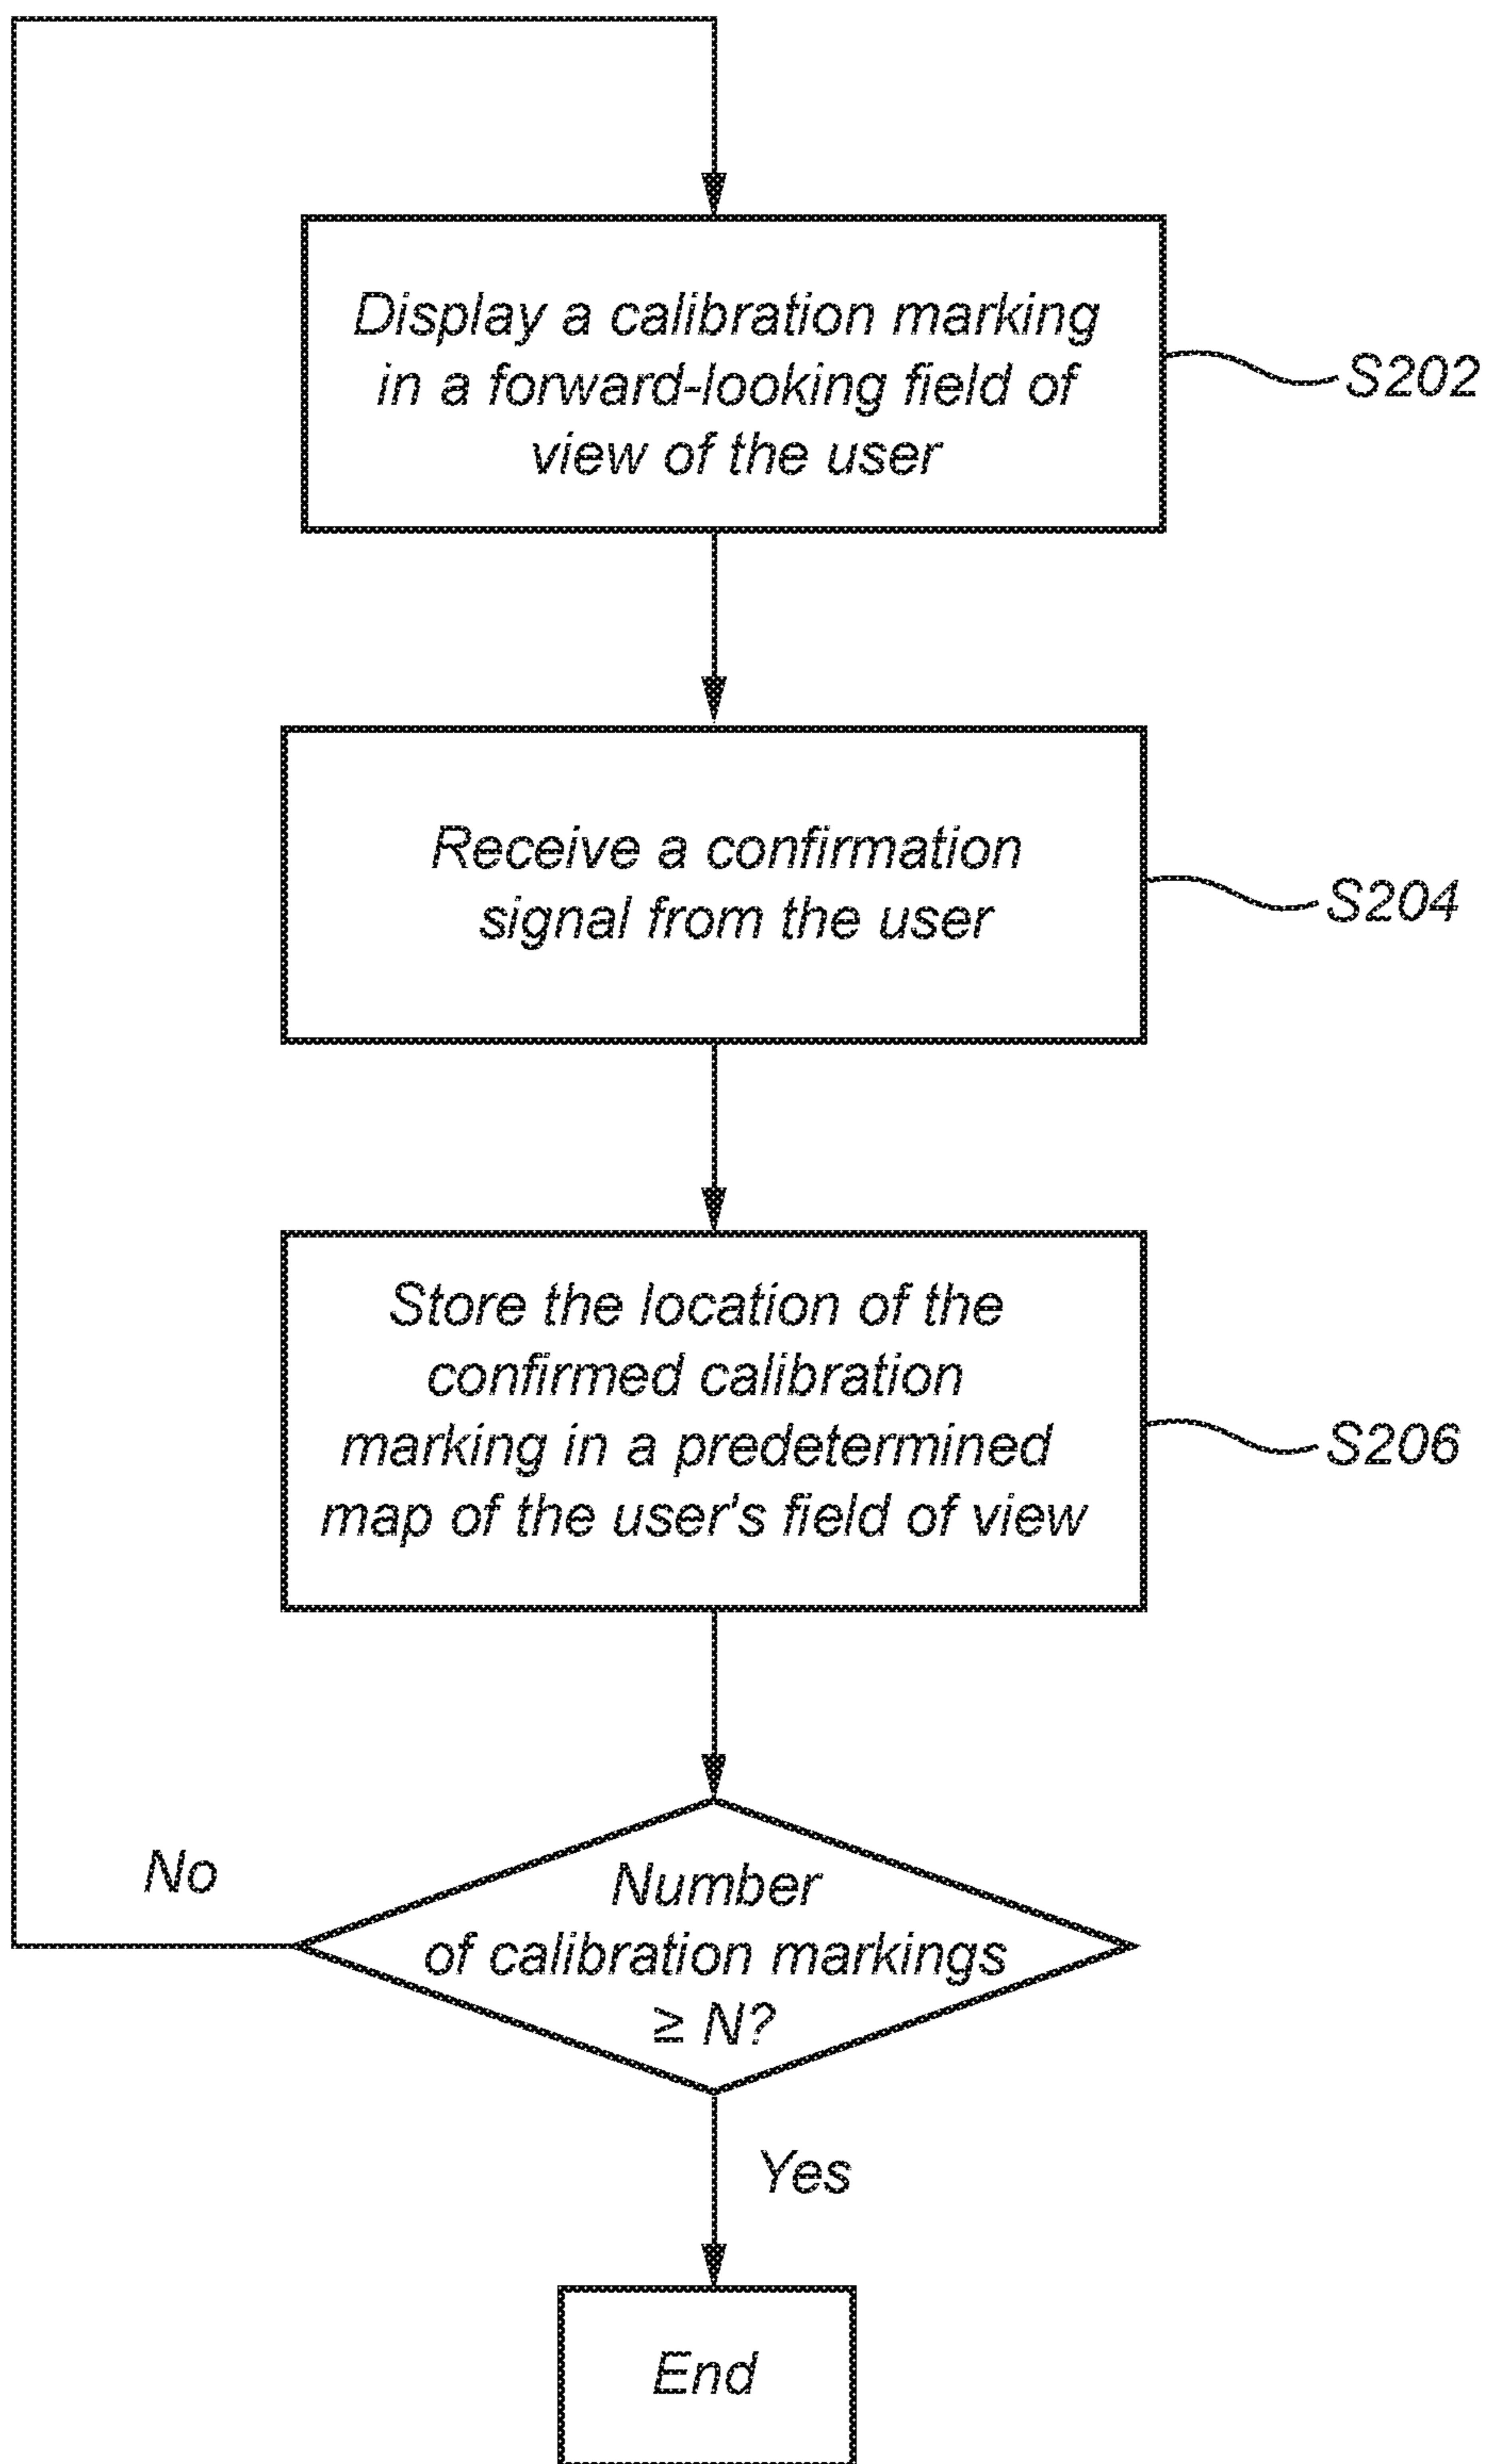 Display a calibration marking
in a forward-looking field of
view of the user
S202
Receive a confirmation
signal from the user
S204
Store the location of the
confirmed calibration
marking in a predetermined
map of the user's field of view
S206
Number
of calibration markings
≥ N?
No
Yes
End